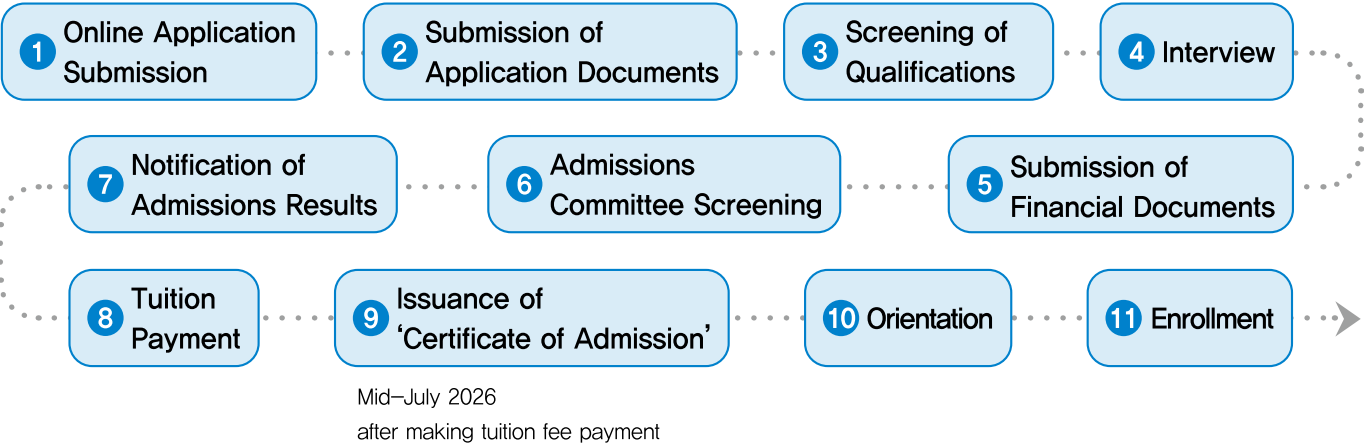 1 Online Application
Submission
2 Submission of
Application Documents
3 Screening of
Qualifications
4 Interview
5 Submission of
Financial Documents
6 Admissions
Committee Screening
7 Notification of
Admissions Results
8 Tuition
Payment
9 Issuance of
‘Certificate of Admission’
Mid–July 2026
after making tuition fee payment
10 Orientation
11 Enrollment